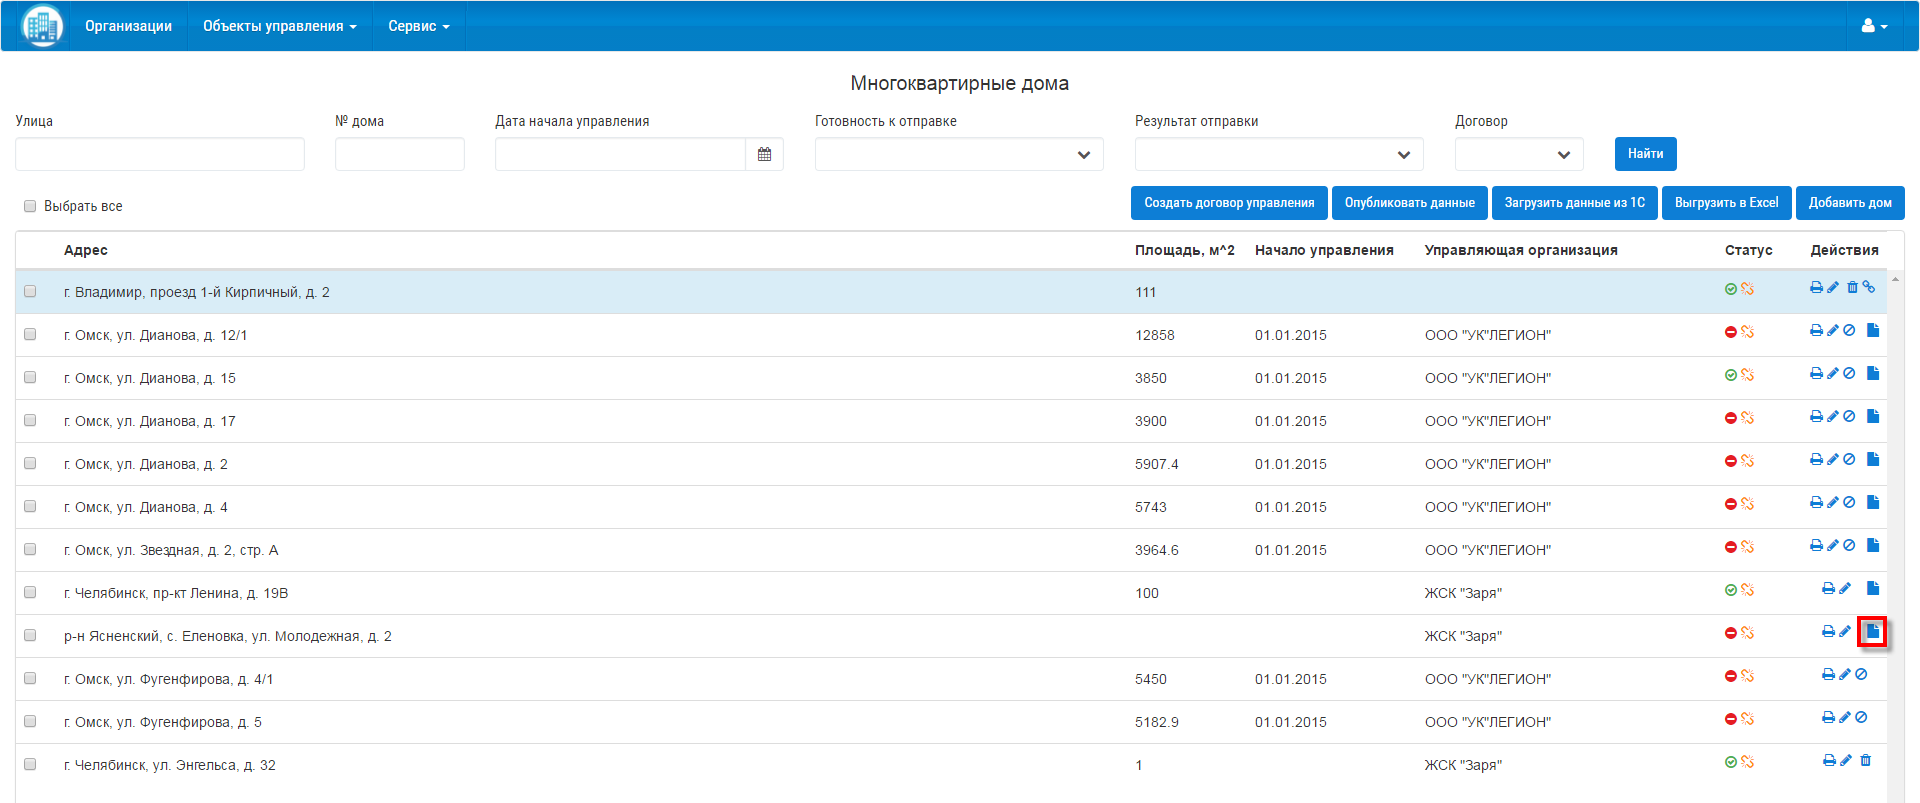 Организации Объекты управления Сервис
Многоквартирные дома
Улица № дома Дата начала управления Готовность к отправке Результат отправки Договор
Найти
Выбрать все Создать договор управления Опубликовать данные Загрузить данные из 1С Выгрузить в Excel Добавить дом
Адрес Площадь, м^2 Начало управления Управляющая организация Статус Действия
г. Владимир, проезд 1-й Кирпичный, д. 2 111
г. Омск, ул. Дианова, д. 12/1 12858 01.01.2015 ООО "УК"ЛЕГИОН"
г. Омск, ул. Дианова, д. 15 3850 01.01.2015 ООО "УК"ЛЕГИОН"
г. Омск, ул. Дианова, д. 17 3900 01.01.2015 ООО "УК"ЛЕГИОН"
г. Омск, ул. Дианова, д. 2 5907.4 01.01.2015 ООО "УК"ЛЕГИОН"
г. Омск, ул. Дианова, д. 4 5743 01.01.2015 ООО "УК"ЛЕГИОН"
г. Омск, ул. Звездная, д. 2, стр. А 3964.6 01.01.2015 ООО "УК"ЛЕГИОН"
г. Челябинск, пр-кт Ленина, д. 19В 100 ЖСК "Заря"
р-н Ясненский, с. Еленовка, ул. Молодежная, д. 2 ЖСК "Заря"
г. Омск, ул. Фугенфирова, д. 4/1 5450 01.01.2015 ООО "УК"ЛЕГИОН"
г. Омск, ул. Фугенфирова, д. 5 5182.9 01.01.2015 ООО "УК"ЛЕГИОН"
г. Челябинск, ул. Энгельса, д. 32 1 ЖСК "Заря"